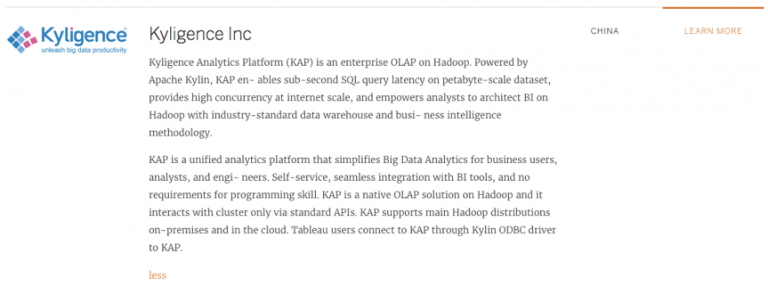 Kyligence®
unleash big data productivity
Kyligence Inc
CHINA
LEARN MORE
Kyligence Analytics Platform (KAP) is an enterprise OLAP on Hadoop. Powered by
Apache Kylin, KAP en- ables sub-second SQL query latency on petabyte-scale dataset,
provides high concurrency at internet scale, and empowers analysts to architect BI on
Hadoop with industry-standard data warehouse and busi- ness intelligence
methodology.
KAP is a unified analytics platform that simplifies Big Data Analytics for business users,
analysts, and engi- neers. Self-service, seamless integration with BI tools, and no
requirements for programming skill. KAP is a native OLAP solution on Hadoop and it
interacts with cluster only via standard APIs. KAP supports main Hadoop distributions
on-premises and in the cloud. Tableau users connect to KAP through Kylin ODBC driver
to KAP.
less